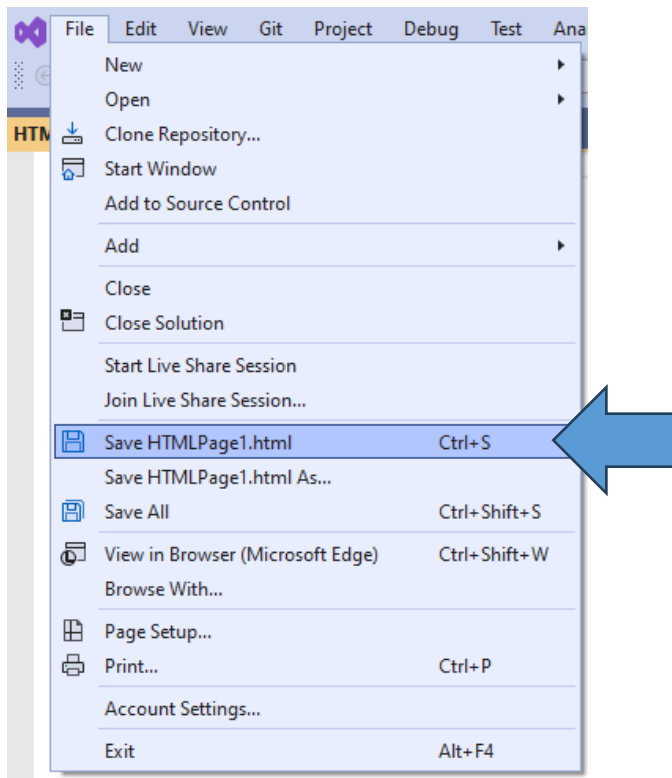 File Edit View Git Project Debug Test Ana
New
Open
HTM
Clone Repository...
Start Window
Add to Source Control
Add
Close
Close Solution
Start Live Share Session
Join Live Share Session...
Save HTMLPage1.html Ctrl+S
Save HTMLPage1.html As...
Save All Ctrl+Shift+S
View in Browser (Microsoft Edge) Ctrl+Shift+W
Browse With...
Page Setup...
Print... Ctrl+P
Account Settings...
Exit Alt+F4